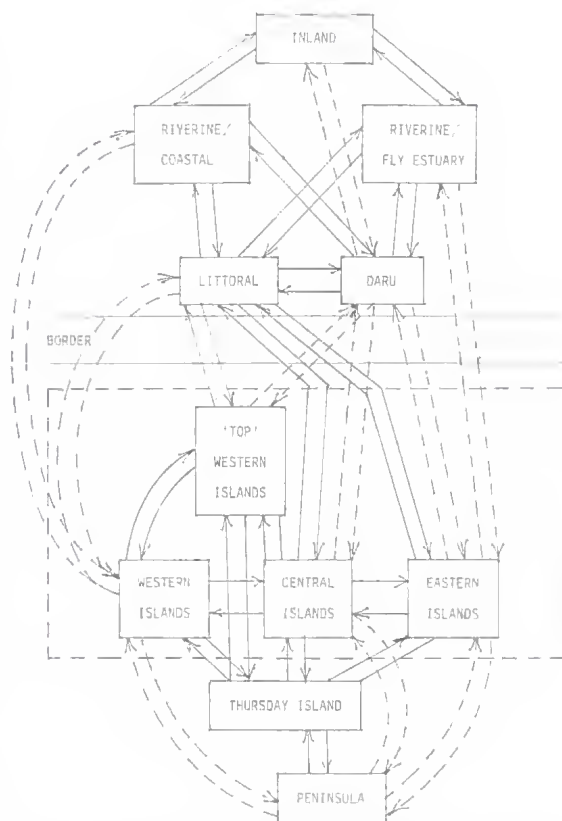 INLAND
RIVERINE/
COASTAL
RIVERINE/
FLY ESTUARY
LITTORAL
DARU
BORDER
'TOP'
WESTERN
ISLANDS
WESTERN
ISLANDS
CENTRAL
ISLANDS
EASTERN
ISLANDS
THURSDAY ISLAND
PENINSULA